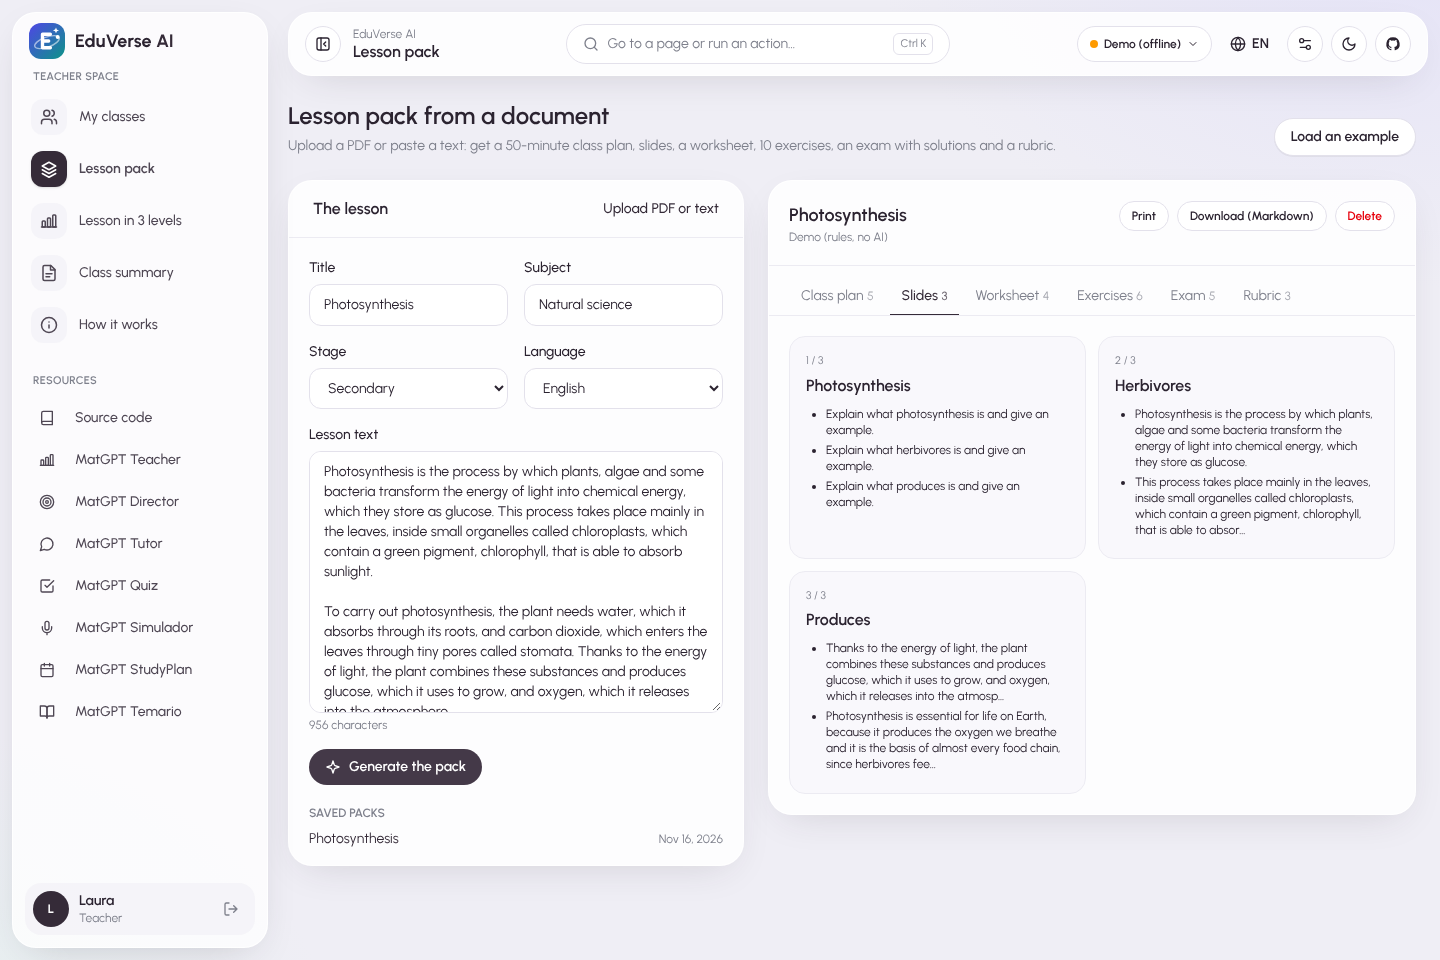 EduVerse AI
TEACHER SPACE
My classes
Lesson pack
Lesson in 3 levels
Class summary
How it works
RESOURCES
Source code
MatGPT Teacher
MatGPT Director
MatGPT Tutor
MatGPT Quiz
MatGPT Simulador
MatGPT StudyPlan
MatGPT Temario
L
Laura
Teacher
EduVerse AI
Lesson pack
Go to a page or run an action...
Ctrl K
Demo (offline)
EN
Lesson pack from a document
Upload a PDF or paste a text: get a 50-minute class plan, slides, a worksheet, 10 exercises, an exam with solutions and a rubric.
Load an example
The lesson
Upload PDF or text
Title
Subject
Photosynthesis
Natural science
Stage
Language
Secondary
English
Lesson text
Photosynthesis is the process by which plants, algae and some
bacteria transform the energy of light into chemical energy,
which they store as glucose. This process takes place mainly in
the leaves, inside small organelles called chloroplasts, which
contain a green pigment, chlorophyll, that is able to absorb
sunlight.
To carry out photosynthesis, the plant needs water, which it
absorbs through its roots, and carbon dioxide, which enters the
leaves through tiny pores called stomata. Thanks to the energy
of light, the plant combines these substances and produces
glucose, which it uses to grow, and oxygen, which it releases
into the atmosphere.
956 characters
Generate the pack
SAVED PACKS
Photosynthesis
Nov 16, 2026
Photosynthesis
Demo (rules, no AI)
Print
Download (Markdown)
Delete
Class plan 5
Slides 3
Worksheet 4
Exercises 6
Exam 5
Rubric 3
1 / 3
Photosynthesis
• Explain what photosynthesis is and give an
example.
• Explain what herbivores is and give an
example.
• Explain what produces is and give an
example.
2 / 3
Herbivores
• Photosynthesis is the process by which plants,
algae and some bacteria transform the
energy of light into chemical energy, which
they store as glucose.
• This process takes place mainly in the leaves,
inside small organelles called chloroplasts,
which contain a green pigment, chlorophyll,
that is able to absor...
3 / 3
Produces
• Thanks to the energy of light, the plant
combines these substances and produces
glucose, which it uses to grow, and oxygen,
which it releases into the atmosp...
• Photosynthesis is essential for life on Earth,
because it produces the oxygen we breathe
and it is the basis of almost every food chain,
since herbivores fee...